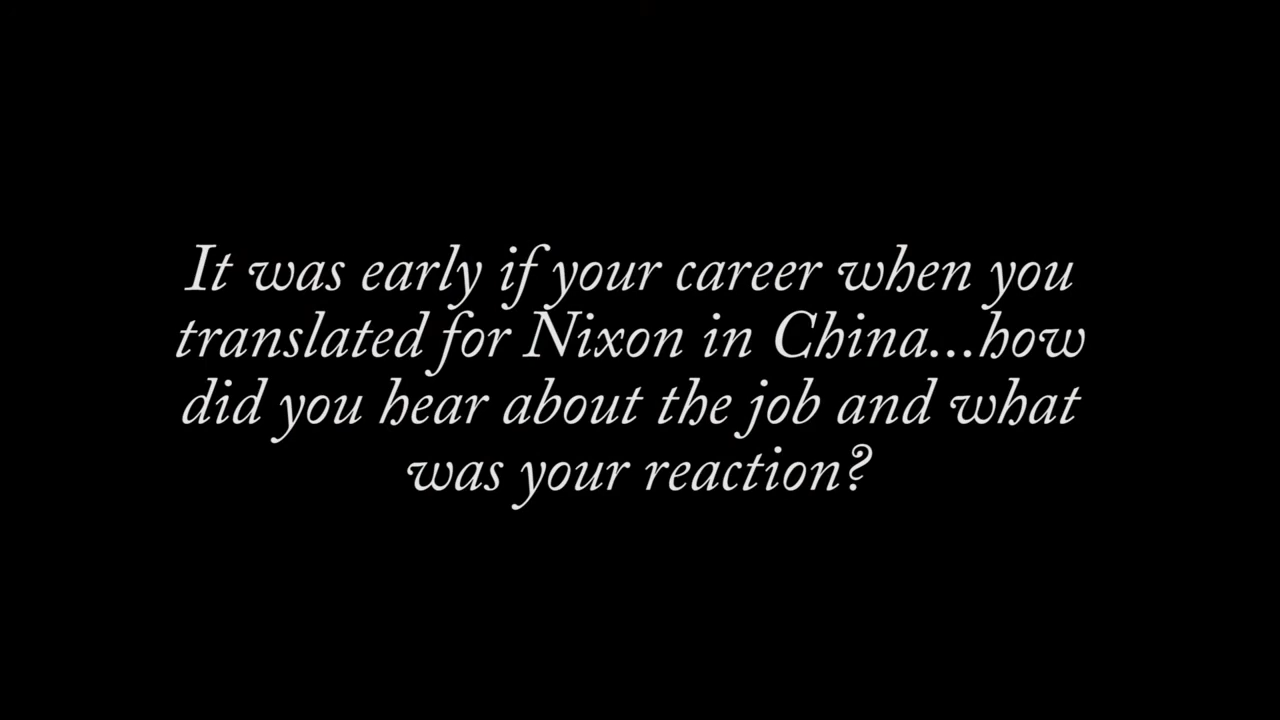 It was early if your career when you
translated for Nixon in China...how
did you hear about the job and what
was your reaction?